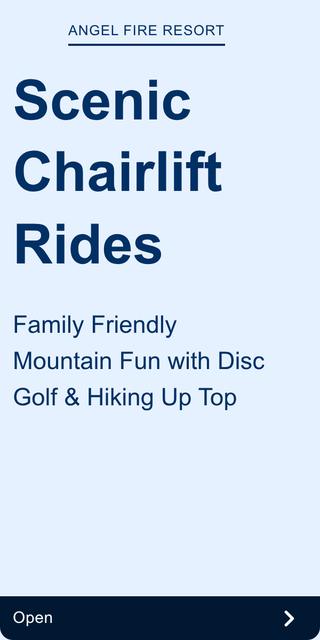 ANGEL FIRE RESORT
Scenic
Chairlift
Rides
Family Friendly
Mountain Fun with Disc
Golf & Hiking Up Top
Open